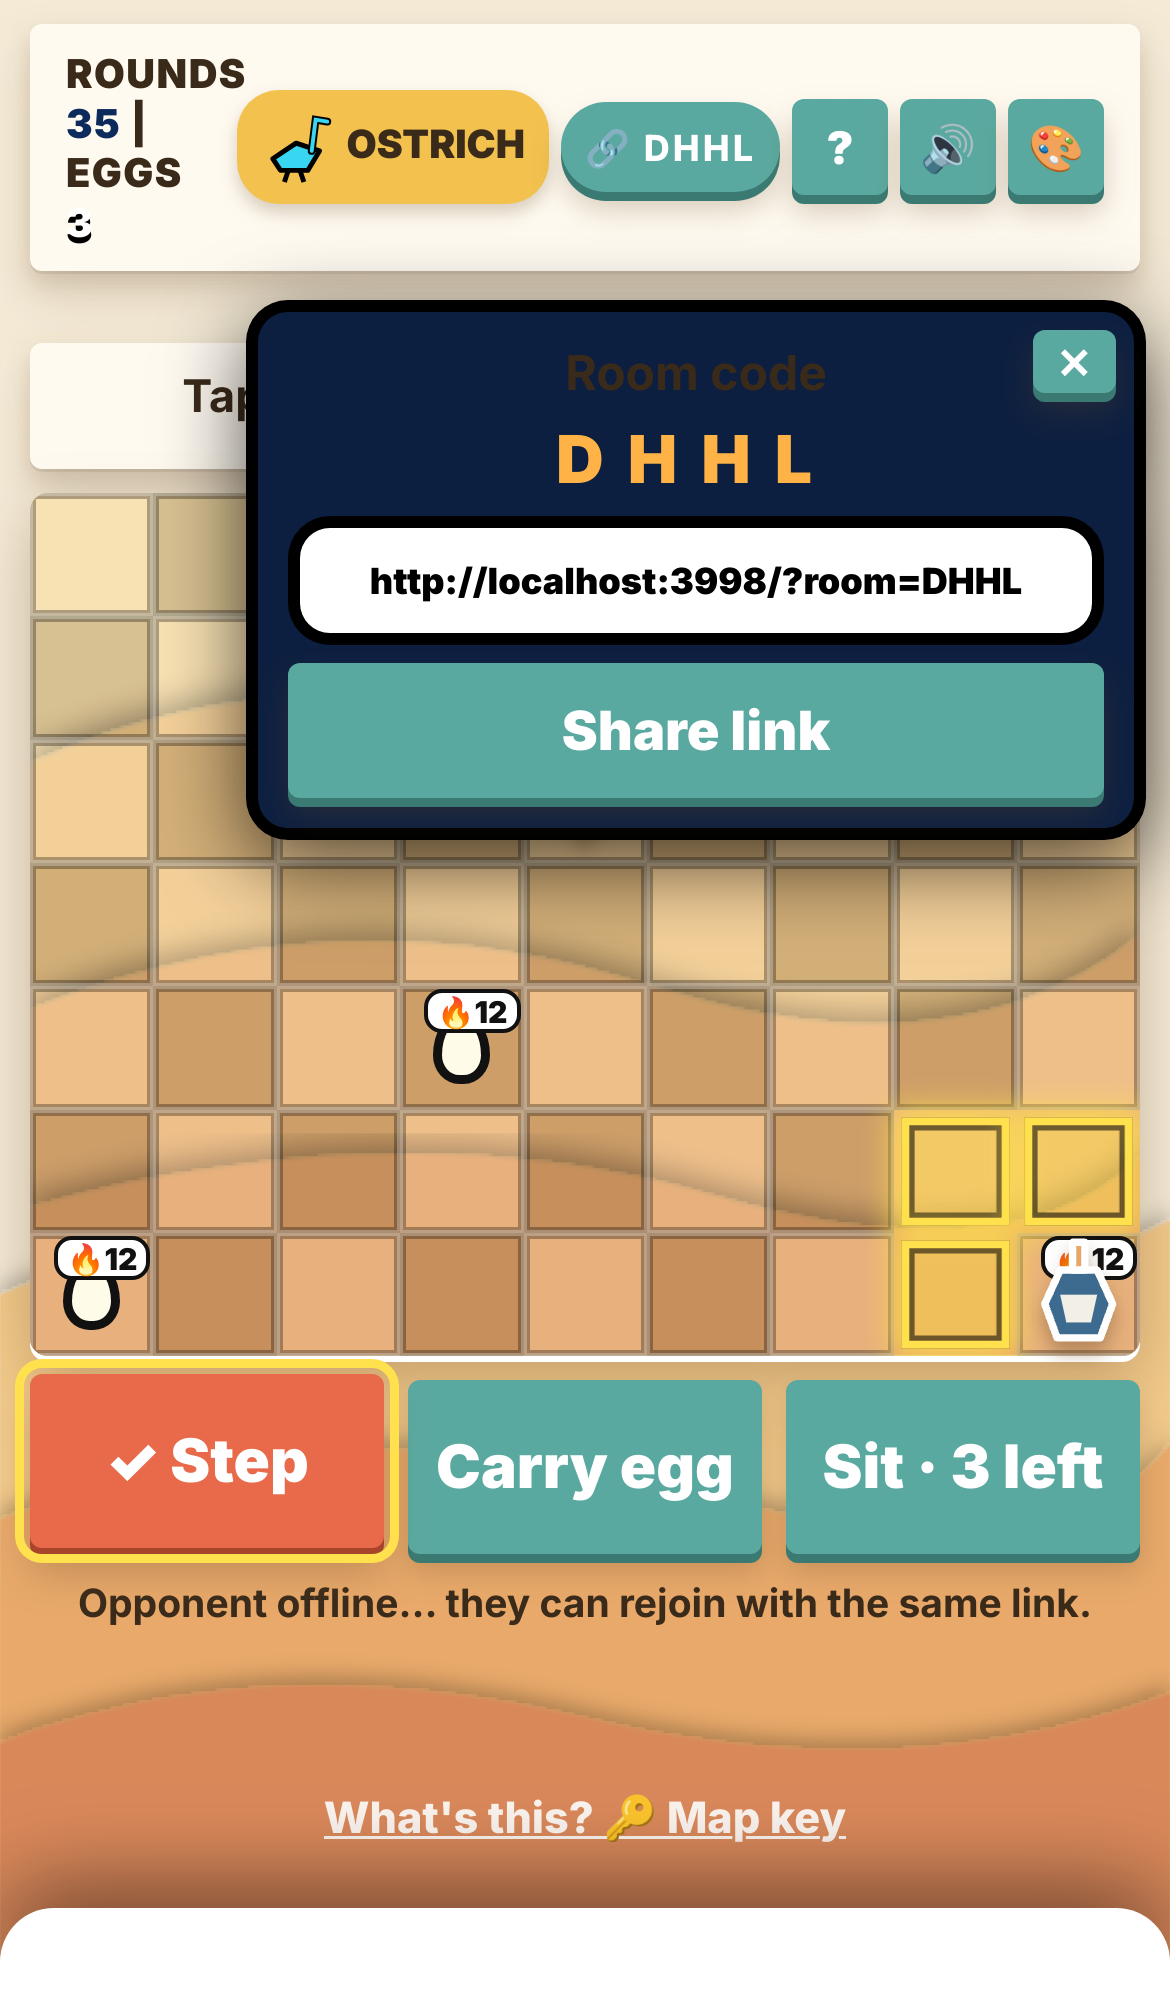 ROUNDS
35 |
EGGS
3
OSTRICH
DHHL
?
Room code
DHHL
http://localhost:3998/?room=DHHL
Share link
12
12
12
Step
Carry egg
Sit · 3 left
Opponent offline... they can rejoin with the same link.
What's this? 🔑 Map key